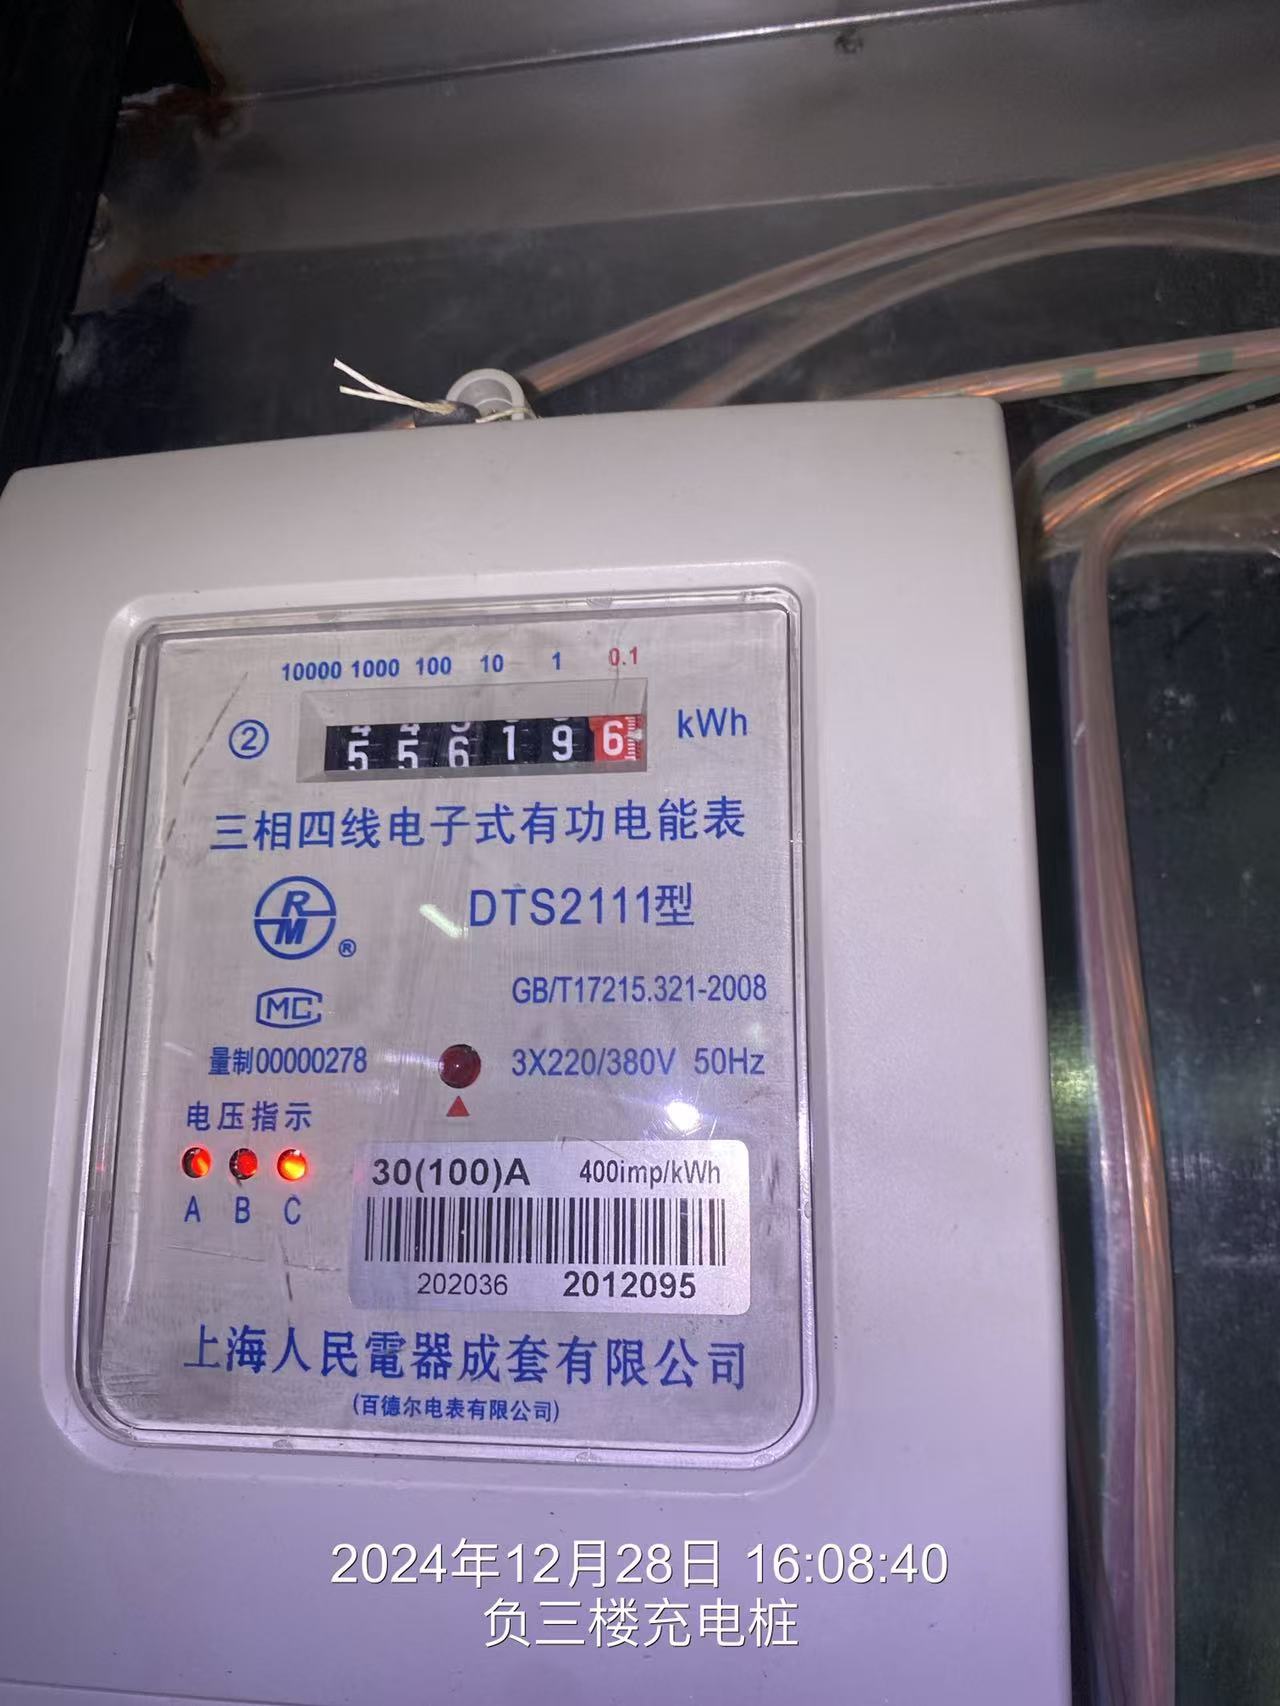 10000 1000 100 10 1 0.1
② 556196 kWh
三相四线电子式有功电能表
RM ® DTS2111型
MC GB/T17215.321-2008
量制00000278 3X220/380V 50Hz
电压指示
30(100)A 400imp/kWh
A B C
202036 2012095
上海人民電器成套有限公司
(百德尔电表有限公司)
2024年12月28日 16:08:40
负三楼充电桩